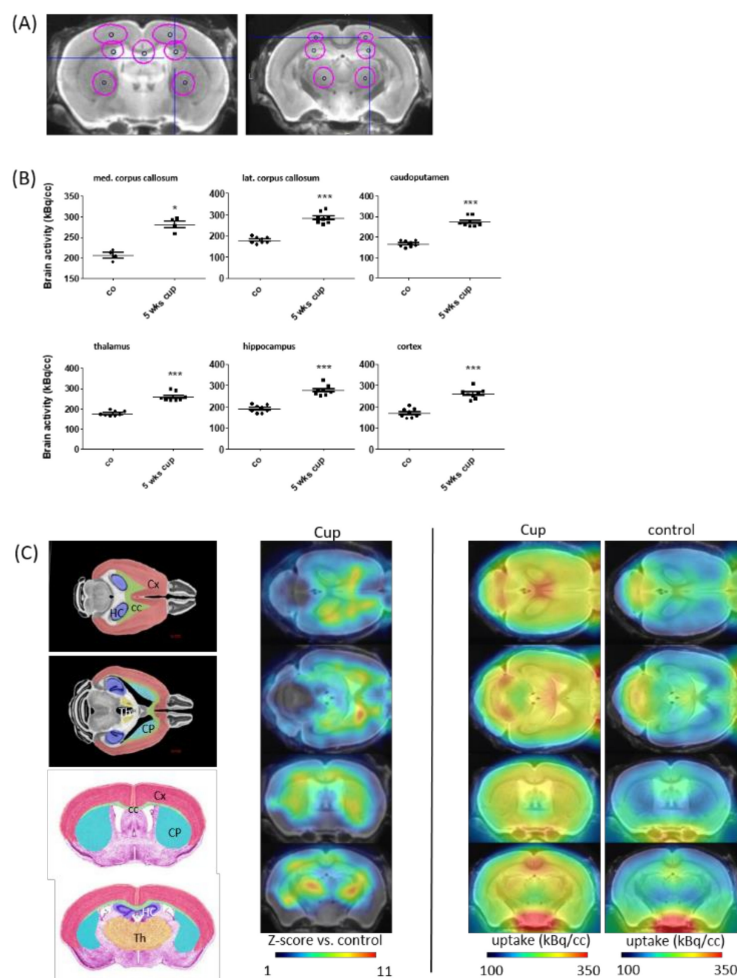 (A)
(B)
med. corpus callosum
lat. corpus callosum
caudoputamen
Brain activity (kBq/cc)
350
300
250
200
150
400
300
200
100
0
400
300
200
100
0
***
*
***
co
5 wks cup
co
5 wks cup
co
5 wks cup
thalamus
hippocampus
cortex
Brain activity (kBq/cc)
400
300
200
100
0
400
300
200
100
0
400
300
200
100
0
***
***
***
co
5 wks cup
co
5 wks cup
co
5 wks cup
(C)
Cup
Cup
control
Cx
cc
HC
Th
CP
Cx
cc
CP
HC
Th
Z-score vs. control
1
11
uptake (kBq/cc)
100
350
uptake (kBq/cc)
100
350